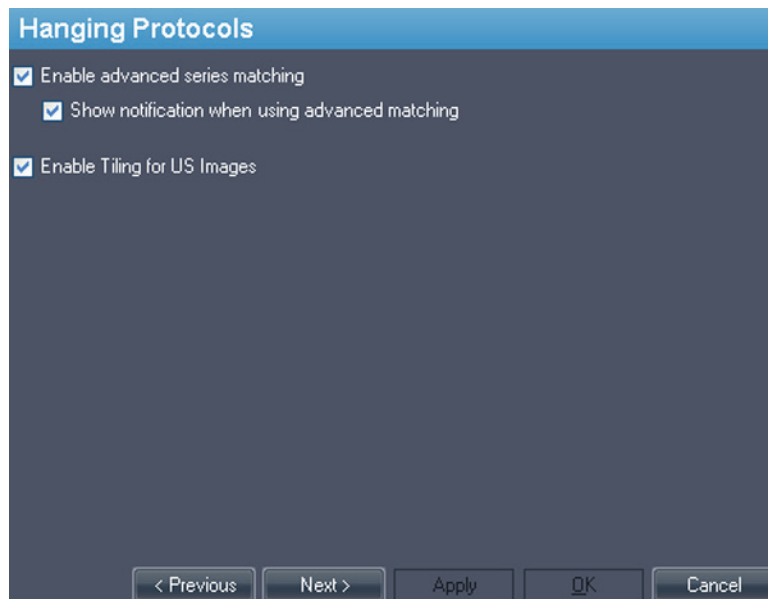 Hanging Protocols
Enable advanced series matching
Show notification when using advanced matching
Enable Tiling for US Images
< Previous Next > Apply OK Cancel